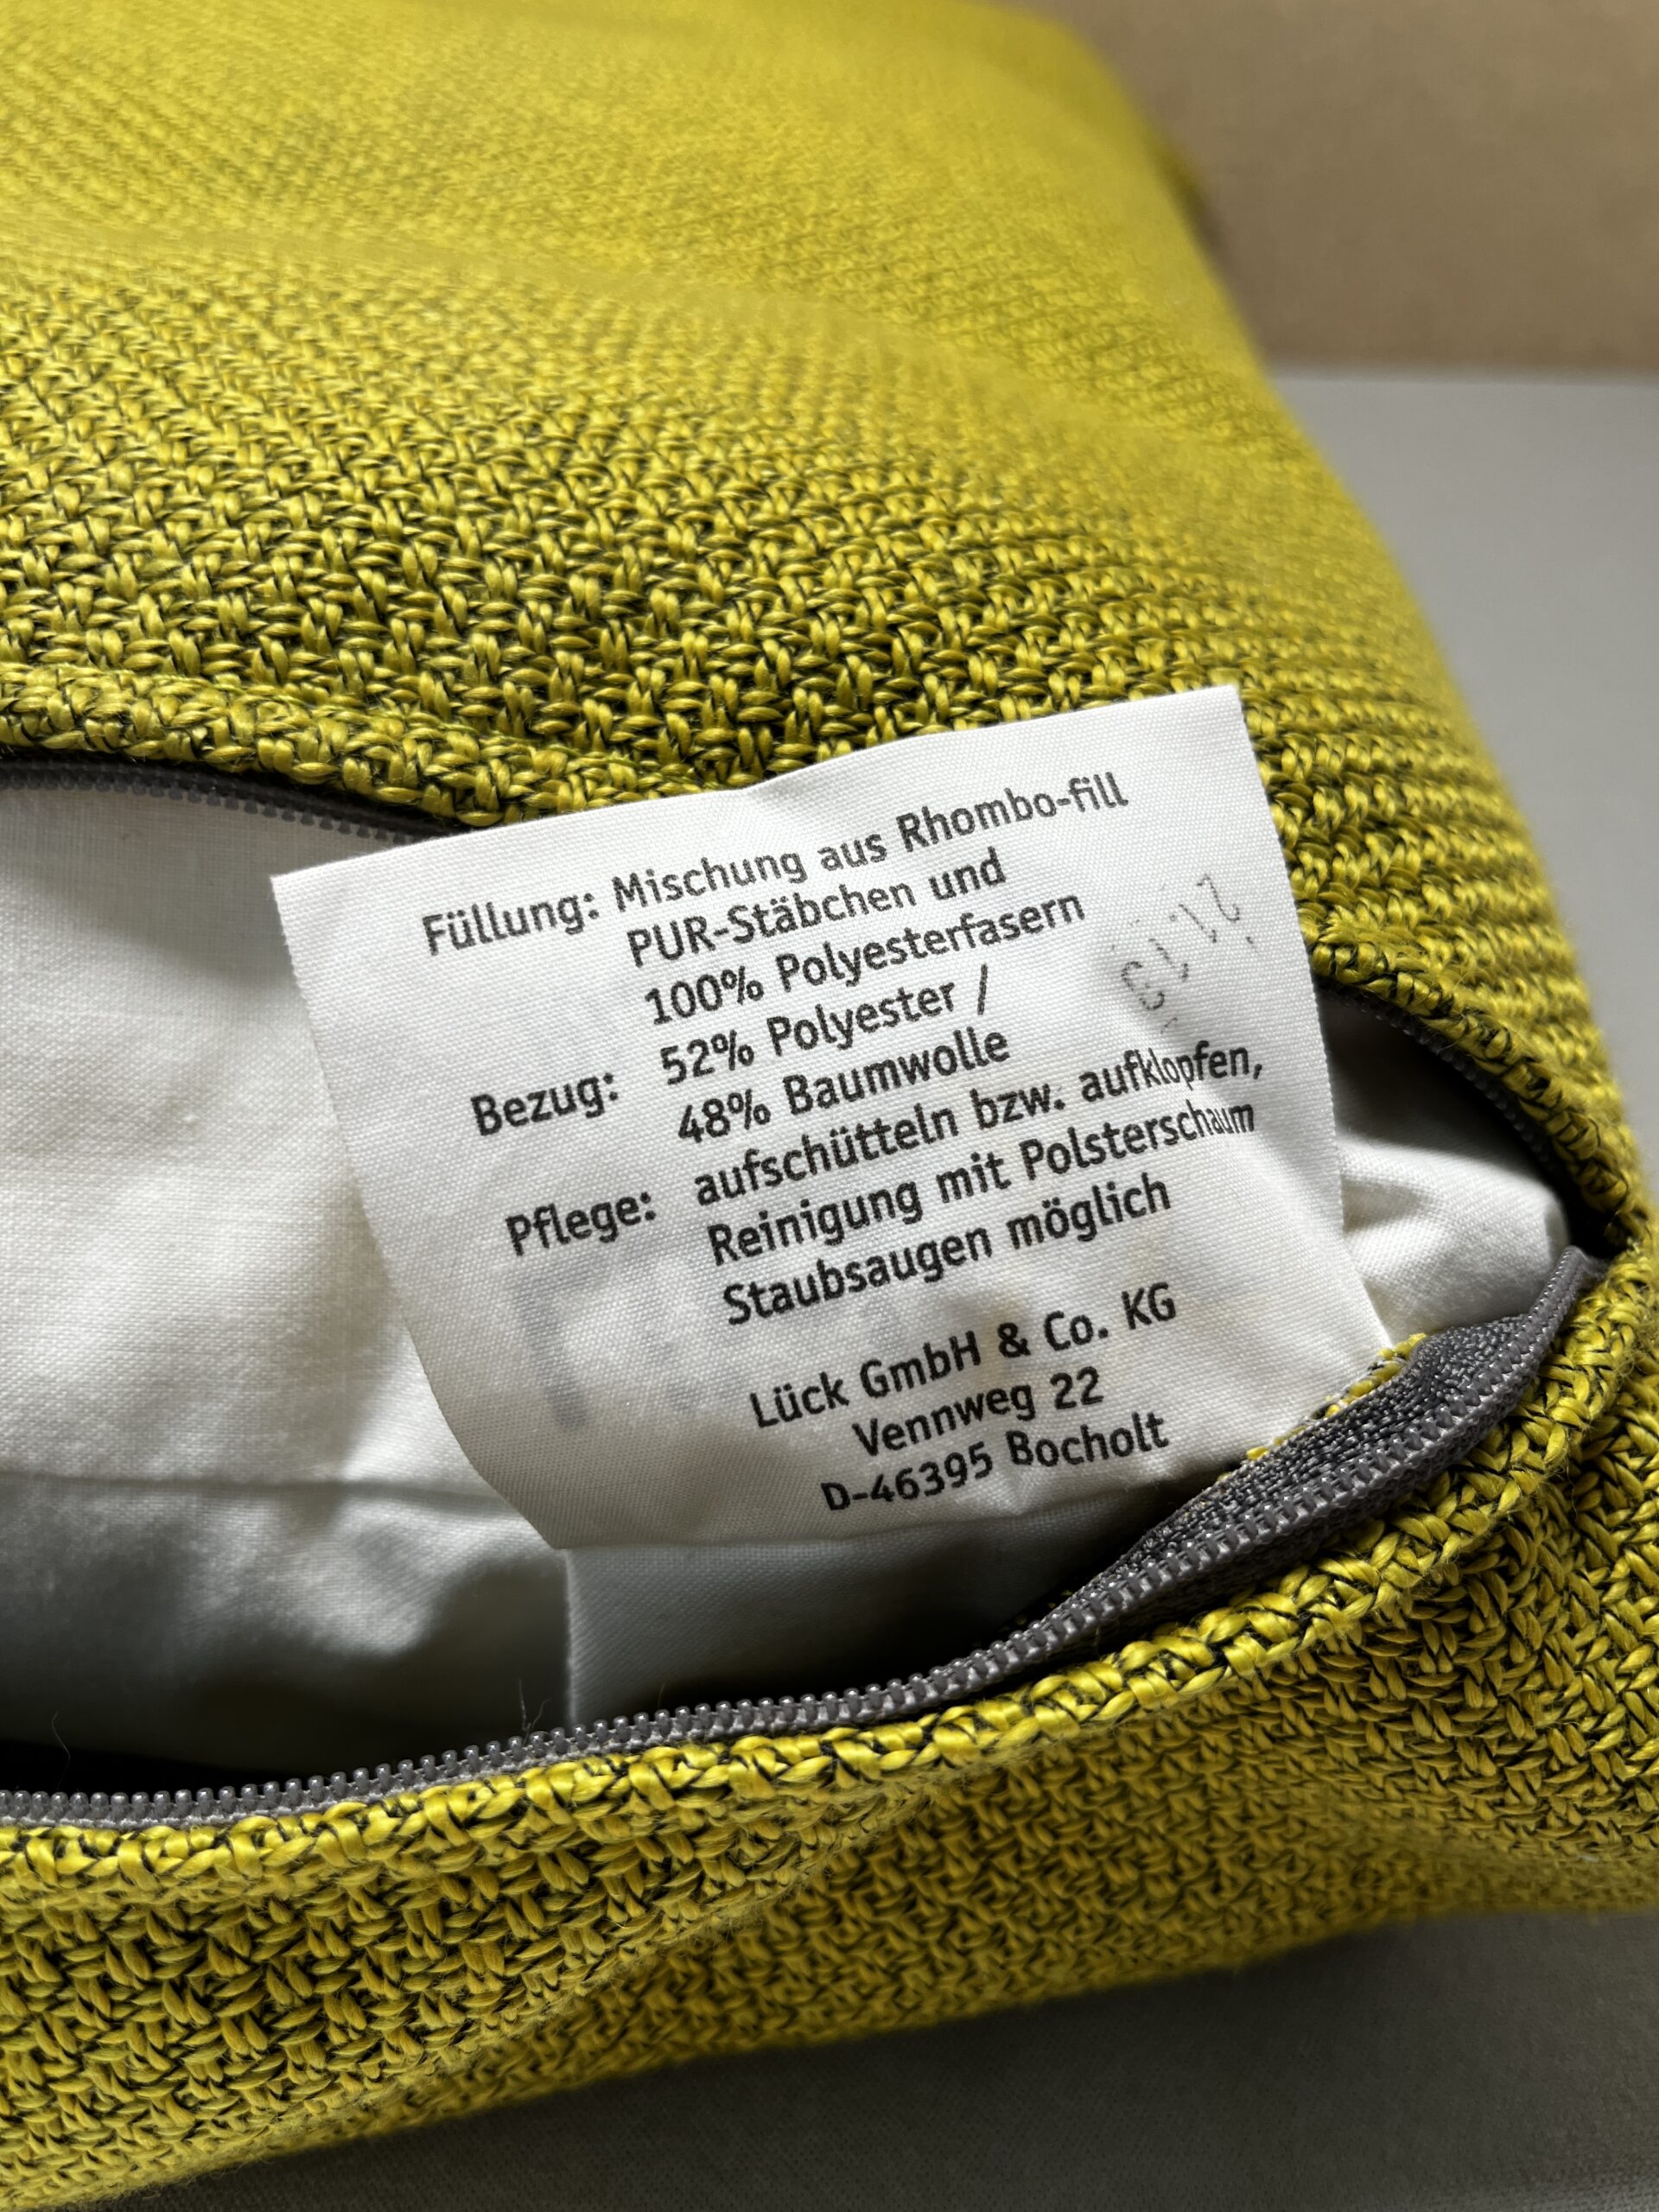 Füllung: Mischung aus Rhombo-fill
PUR-Stäbchen und
100% Polyesterfasern
Bezug: 52% Polyester /
48% Baumwolle
Pflege: aufschütteln bzw. aufklopfen,
Reinigung mit Polsterschaum
Staubsaugen möglich
Lück GmbH & Co. KG
Vennweg 22
D-46395 Bocholt